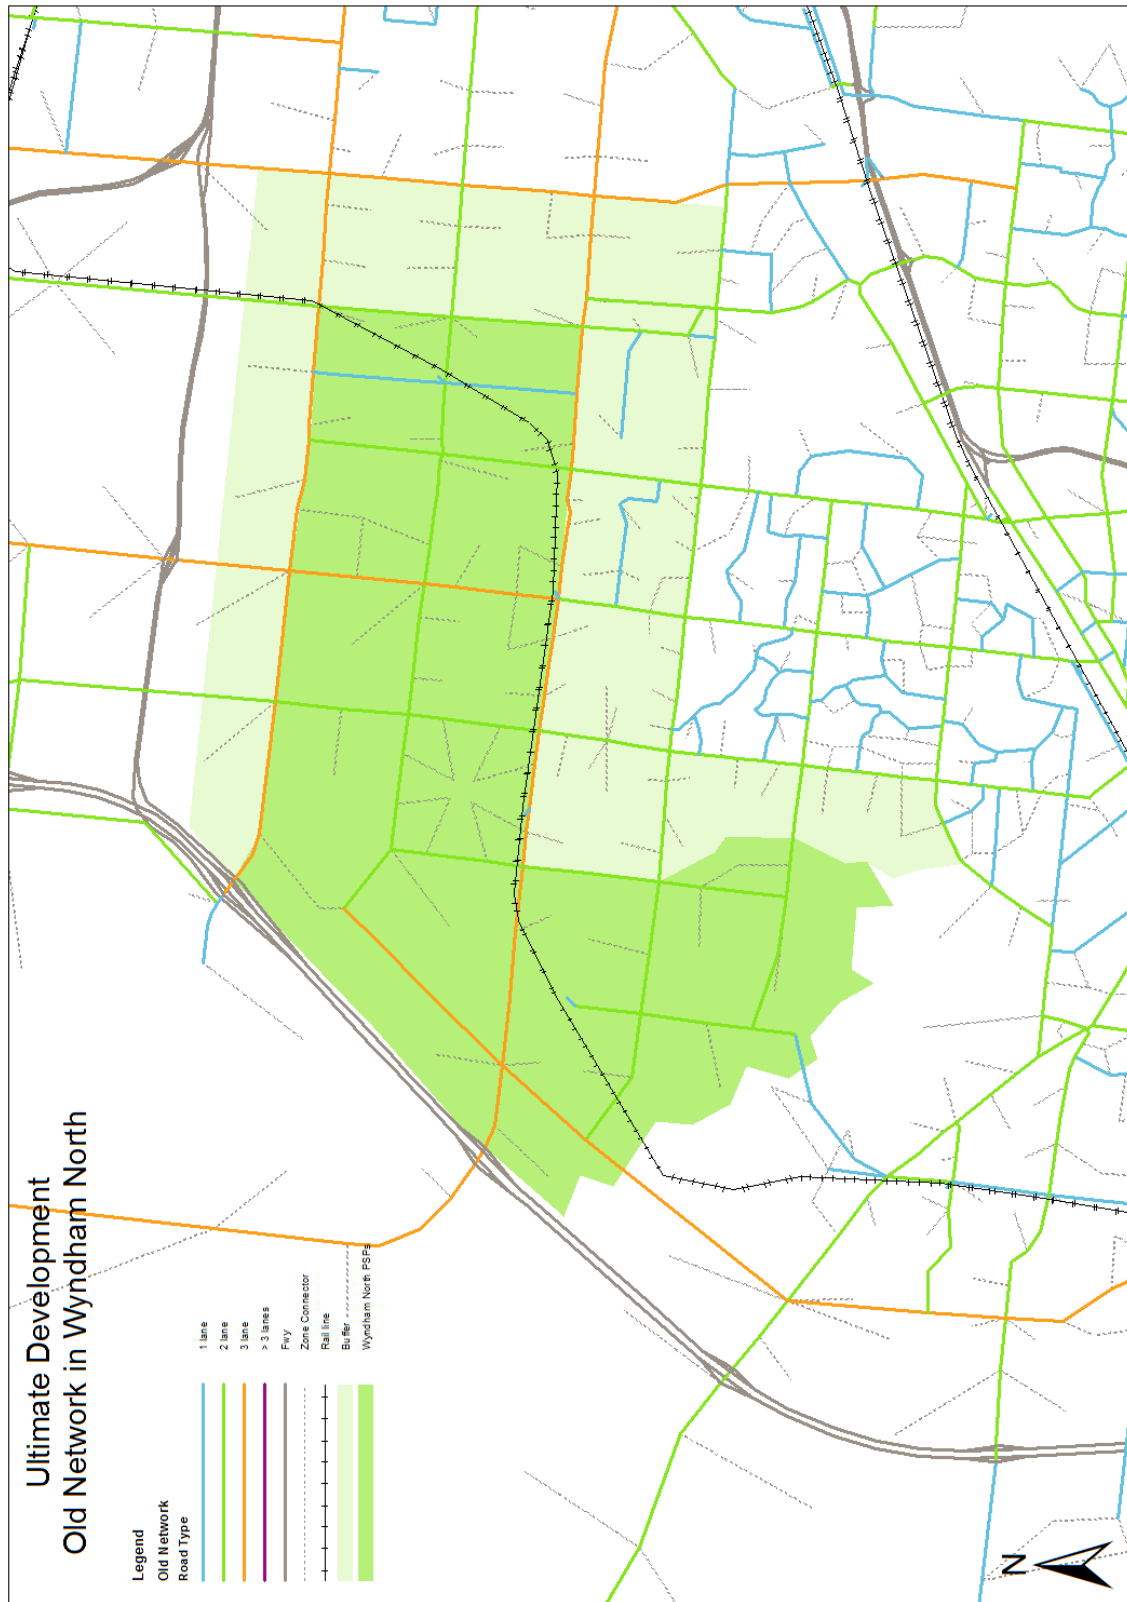 Ultimate Development
Old Network in Wyndham North
Legend
Old Network
Road Type
1 lane
2 lane
3 lane
> 3 lanes
Fwy
Zone Connector
Rail line
Buffer
Wyndham North PSPs
N